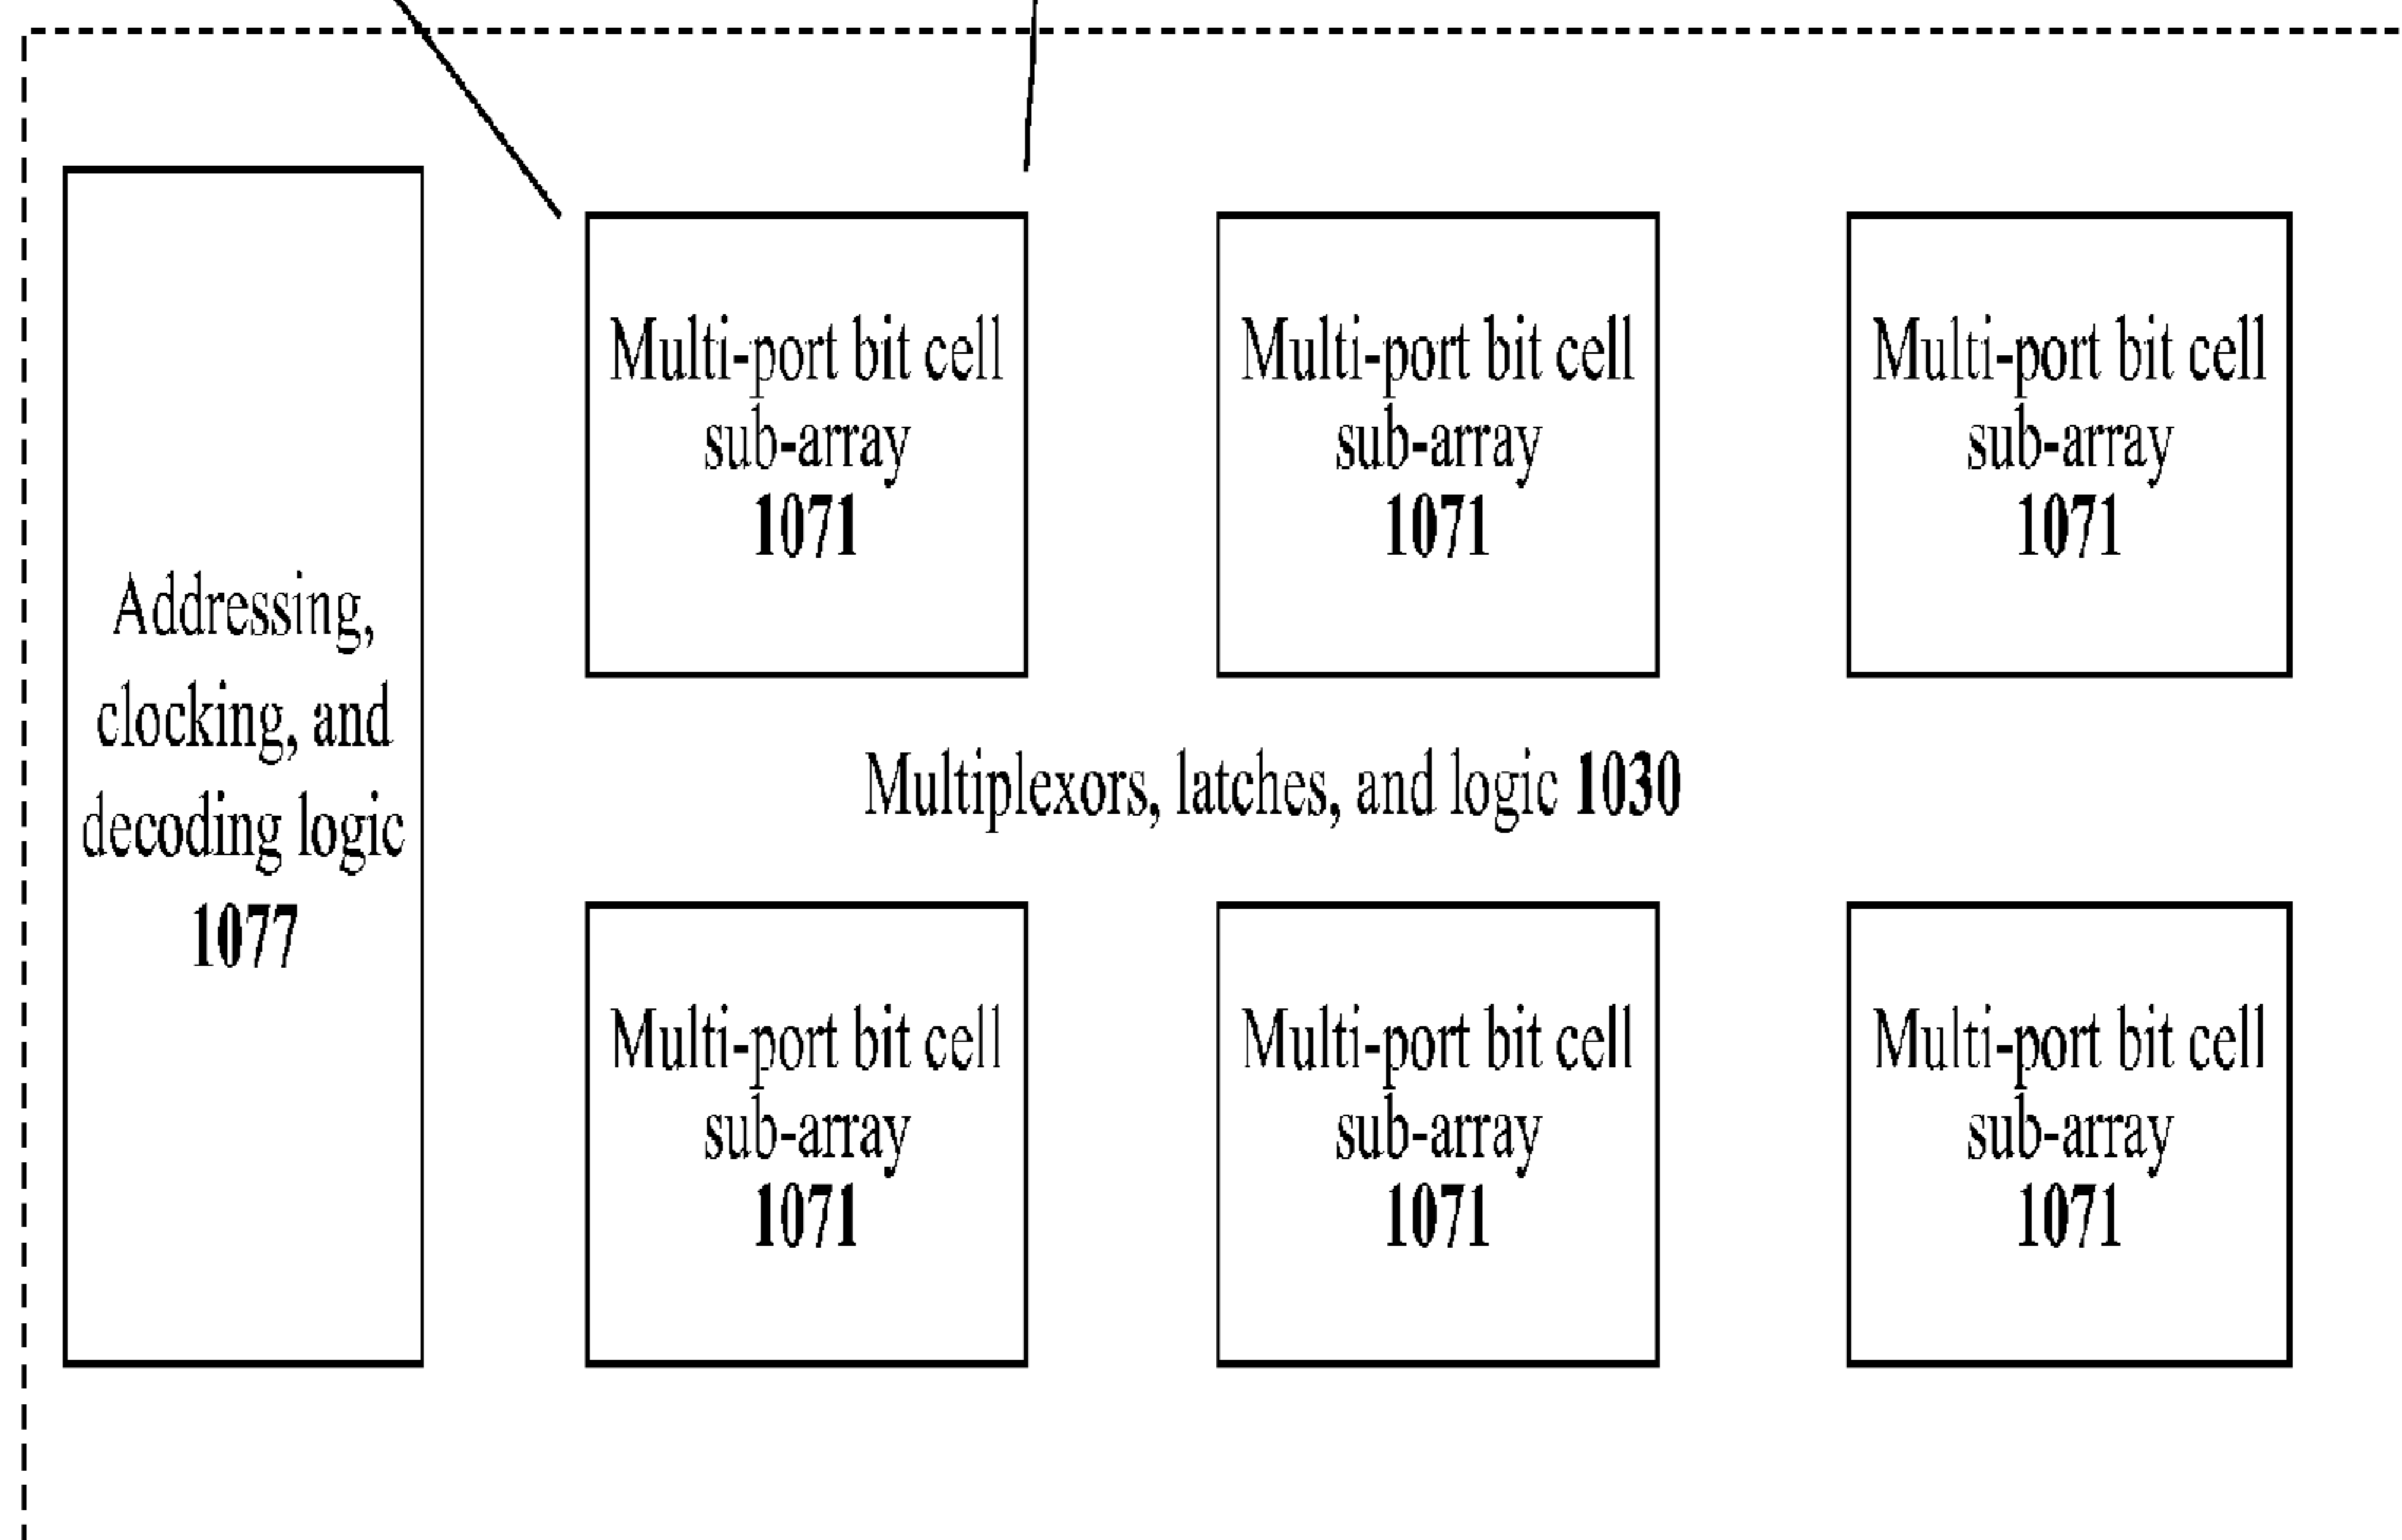 Addressing,
clocking, and
decoding logic
1077
Multi-port bit cell
sub-array
1071
Multi-port bit cell
sub-array
1071
Multi-port bit cell
sub-array
1071
Multiplexors, latches, and logic 1030
Multi-port bit cell
sub-array
1071
Multi-port bit cell
sub-array
1071
Multi-port bit cell
sub-array
1071